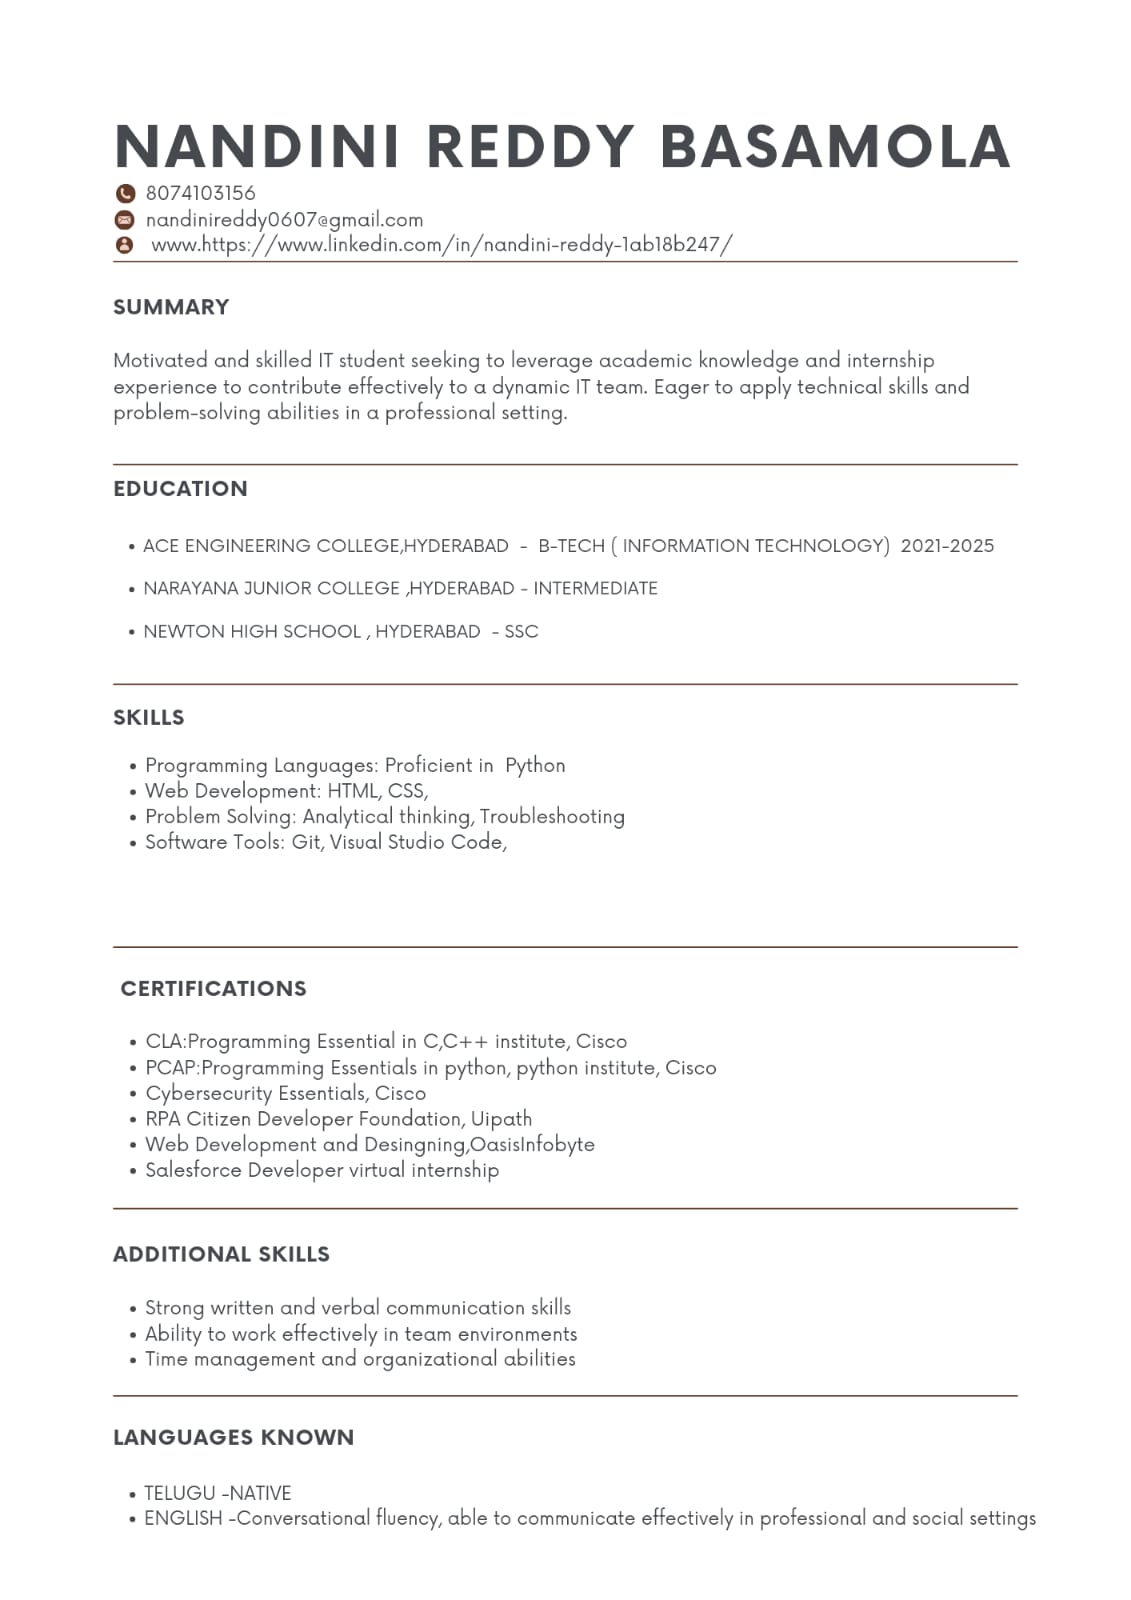 NANDINI REDDY BASAMOLA
8074103156
nandinireddy0607@gmail.com
www.https://www.linkedin.com/in/nandini-reddy-1ab18b247/
SUMMARY
Motivated and skilled IT student seeking to leverage academic knowledge and internship
experience to contribute effectively to a dynamic IT team. Eager to apply technical skills and
problem-solving abilities in a professional setting.
EDUCATION
• ACE ENGINEERING COLLEGE,HYDERABAD - B-TECH ( INFORMATION TECHNOLOGY) 2021-2025
• NARAYANA JUNIOR COLLEGE ,HYDERABAD - INTERMEDIATE
• NEWTON HIGH SCHOOL , HYDERABAD - SSC
SKILLS
• Programming Languages: Proficient in Python
• Web Development: HTML, CSS,
• Problem Solving: Analytical thinking, Troubleshooting
• Software Tools: Git, Visual Studio Code,
CERTIFICATIONS
• CLA:Programming Essential in C,C++ institute, Cisco
• PCAP:Programming Essentials in python, python institute, Cisco
• Cybersecurity Essentials, Cisco
• RPA Citizen Developer Foundation, Uipath
• Web Development and Desingning,OasisInfobyte
• Salesforce Developer virtual internship
ADDITIONAL SKILLS
• Strong written and verbal communication skills
• Ability to work effectively in team environments
• Time management and organizational abilities
LANGUAGES KNOWN
• TELUGU -NATIVE
• ENGLISH -Conversational fluency, able to communicate effectively in professional and social settings